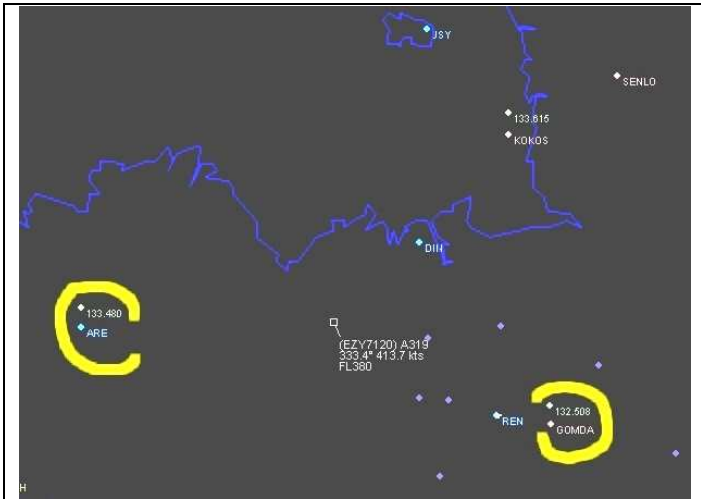 JSY
SENLO
133.615
KOKOS
DIN
133.480
ARE
(EZY7120) A319
333.4° 413.7 kts
FL380
132.508
REN
GOMDA
H